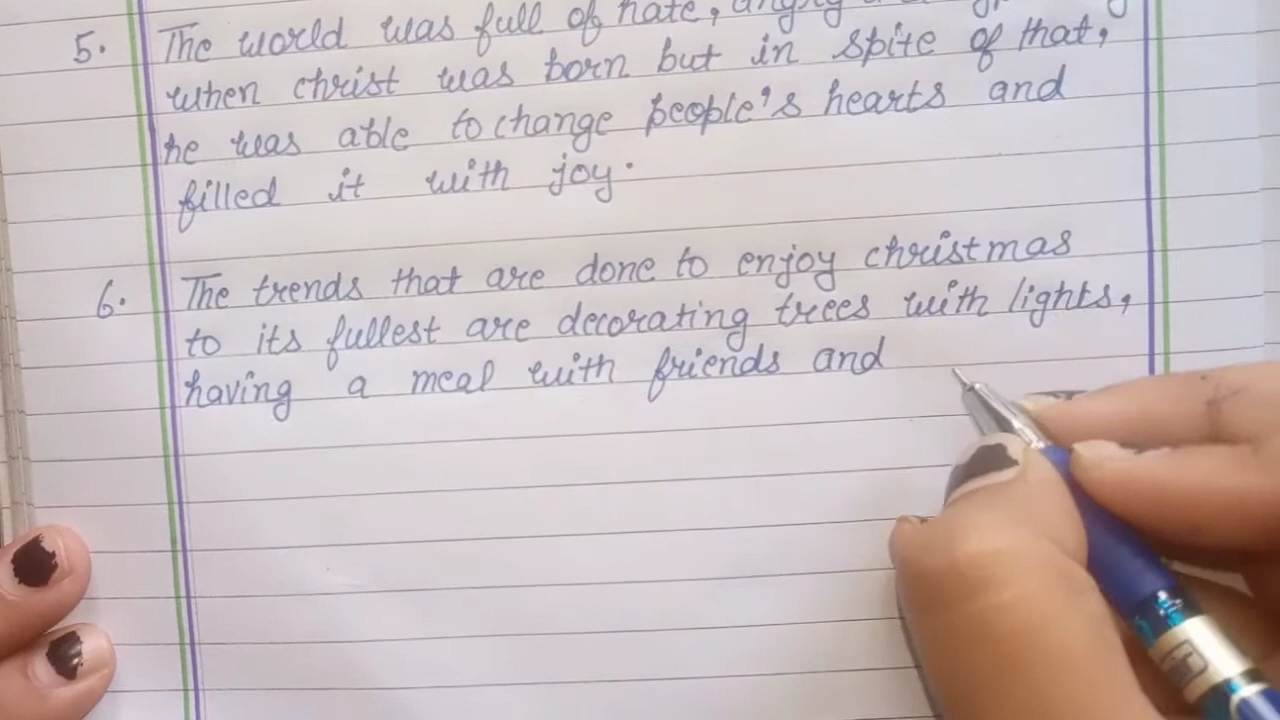 5. The world was full of hate, angry
when christ was born but in spite of that,
he was able to change people's hearts and
filled it with joy.
6. The trends that are done to enjoy christmas
to its fullest are decorating trees with lights,
having a meal with friends and